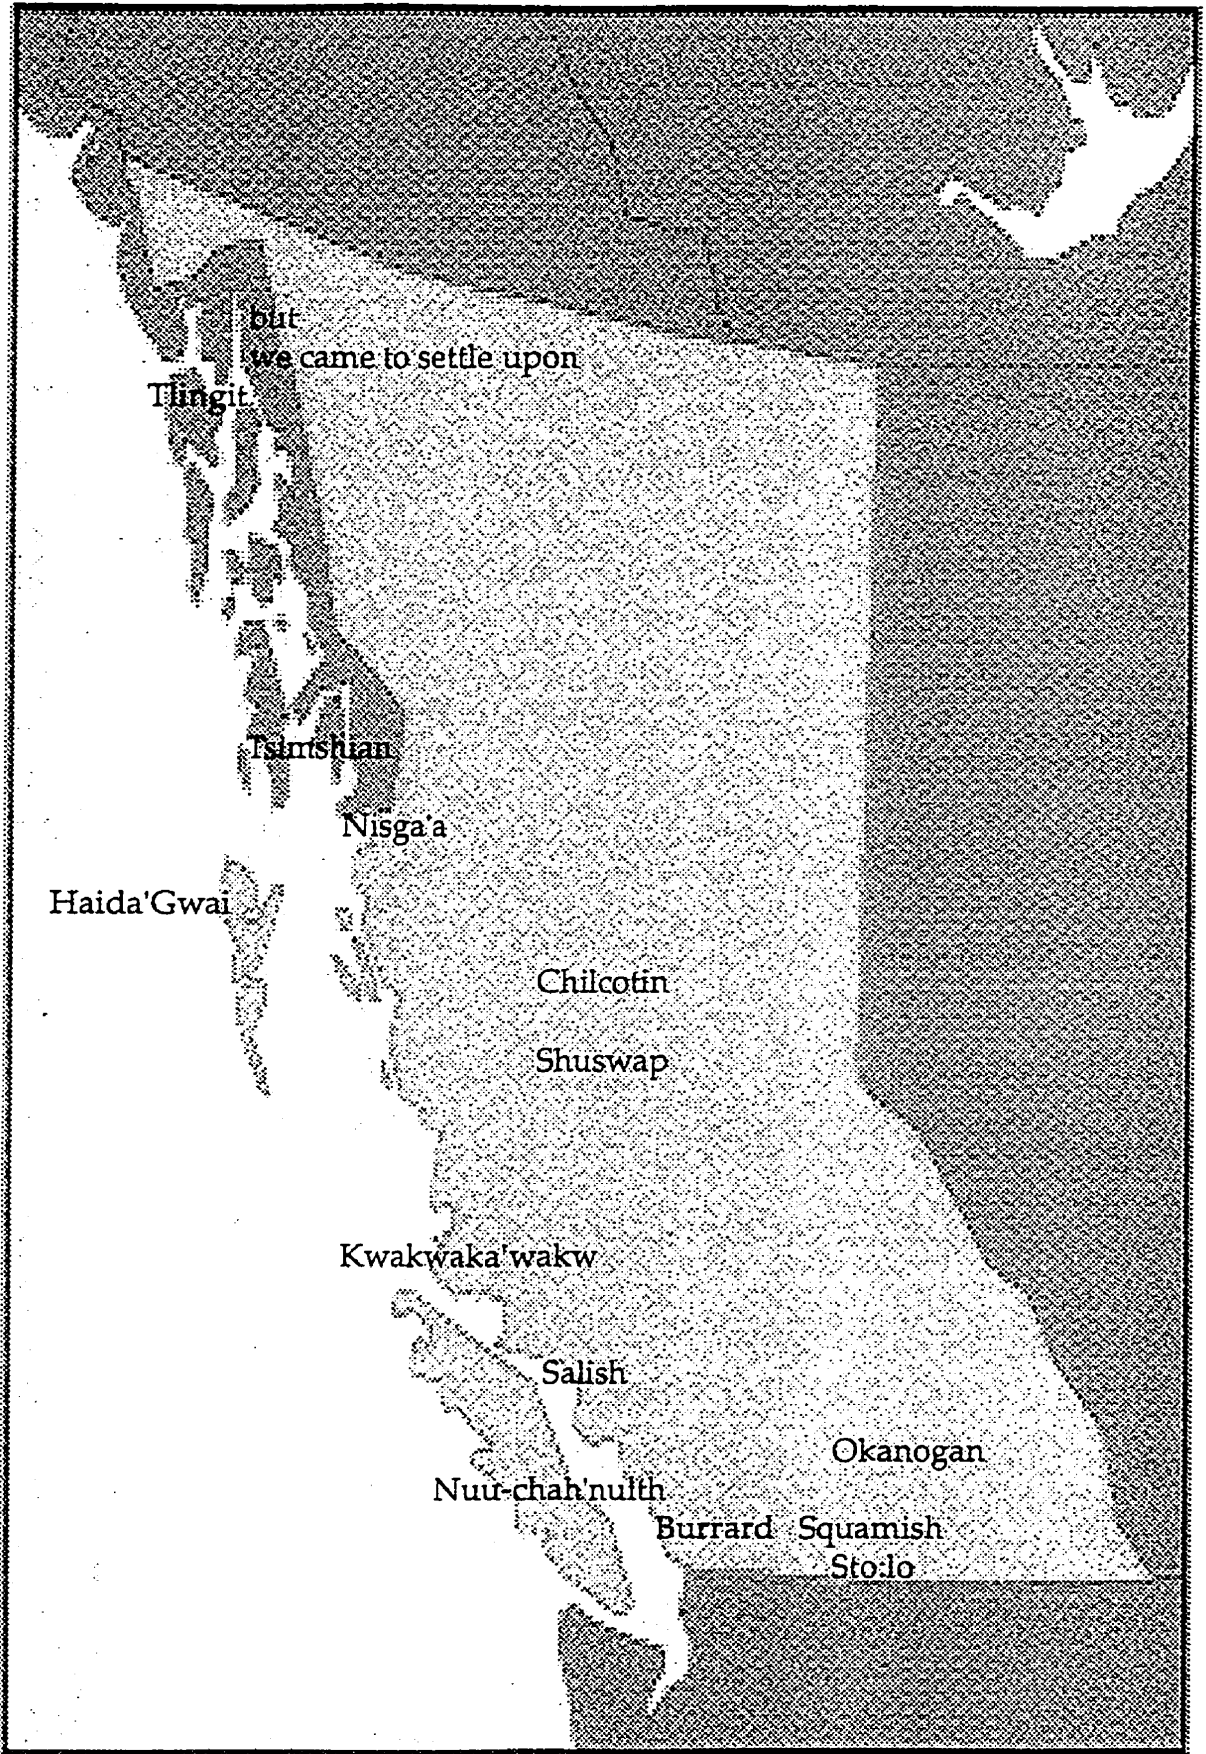 but
we came to settle upon
Tlingit
Tsimshian
Nisga'a
Haida'Gwai
Chilcotin
Shuswap
Kwakwaka'wakw
Salish
Okanogan
Nuu-chah'nulth
Burrard Squamish
Sto:lo